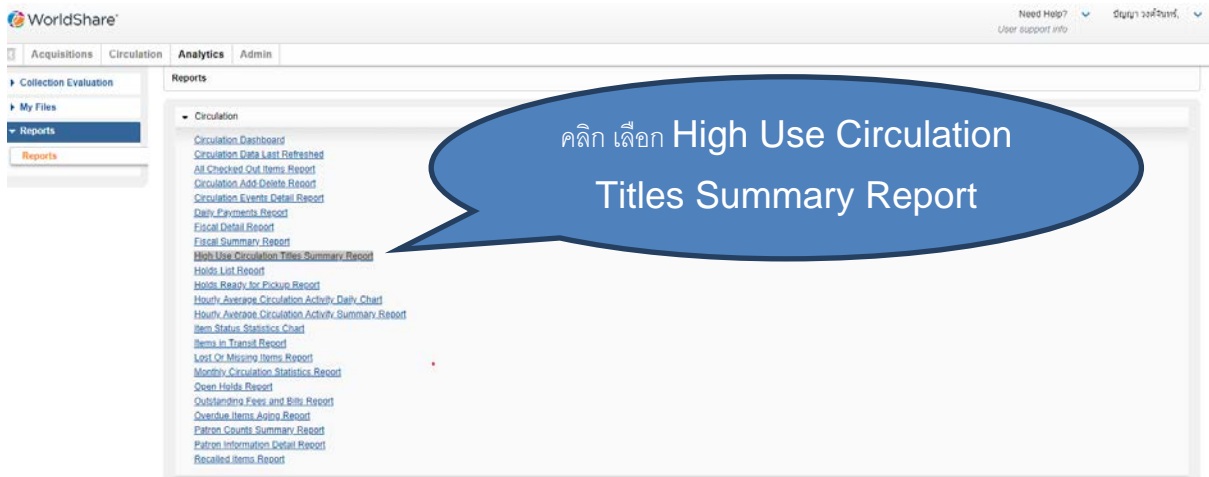 WorldShare®
Need Help?
ปัญญา วงศ์จันทร์,
User support info
Acquisitions Circulation Analytics Admin
Collection Evaluation
My Files
Reports
Reports
Reports
Circulation
Circulation Dashboard
Circulation Data Last Refreshed
All Checked Out Items Report
Circulation Add-Delete Report
Circulation Events Detail Report
Daily Payments Report
Fiscal Detail Report
Fiscal Summary Report
High Use Circulation Titles Summary Report
Holds List Report
Holds Ready for Pickup Report
Hourly Average Circulation Activity Daily Chart
Hourly Average Circulation Activity Summary Report
Item Status Statistics Chart
Items in Transit Report
Lost Or Missing Items Report
Monthly Circulation Statistics Report
Open Holds Report
Outstanding Fees and Bills Report
Overdue Items Aging Report
Patron Counts Summary Report
Patron Information Detail Report
Recalled Items Report
คลิก เลือก High Use Circulation
Titles Summary Report